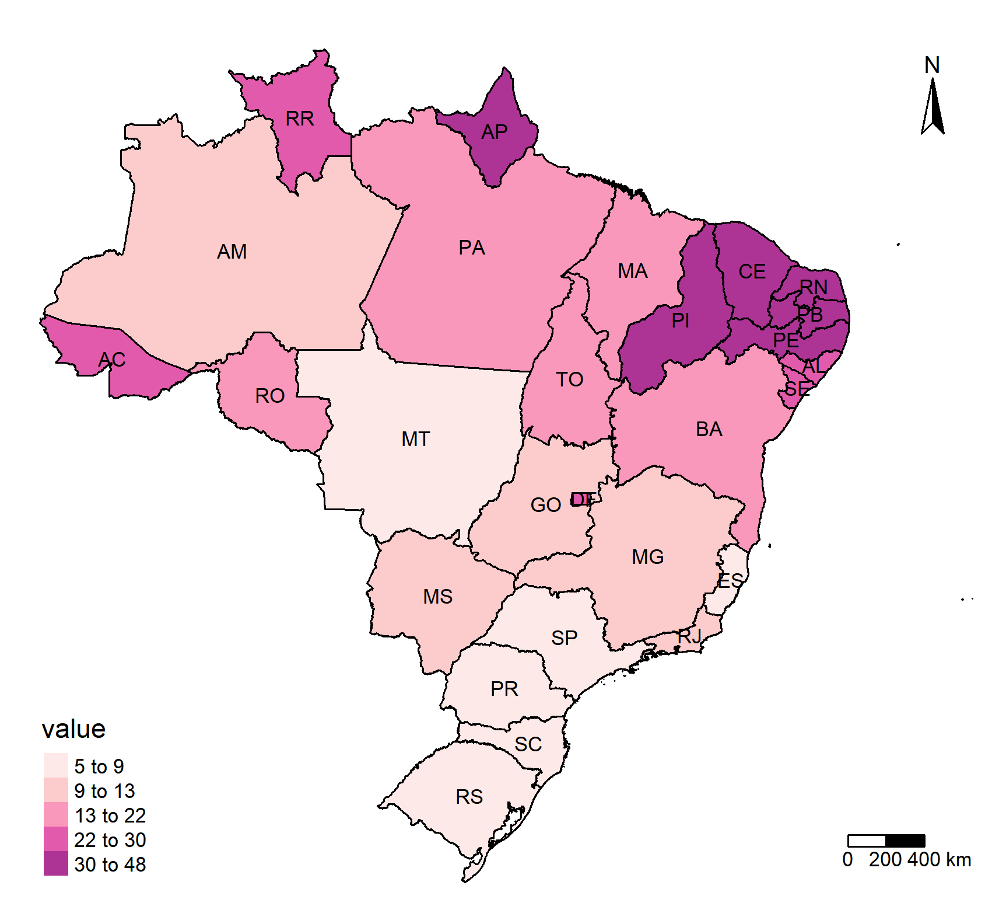 N
RR
AP
AM
PA
MA
CE
RN
PI
PB
PE
AC
AL
TO
SE
RO
BA
MT
DF
GO
MG
ES
MS
RJ
SP
PR
value
SC
5 to 9
9 to 13
RS
13 to 22
22 to 30
30 to 48
0 200 400 km